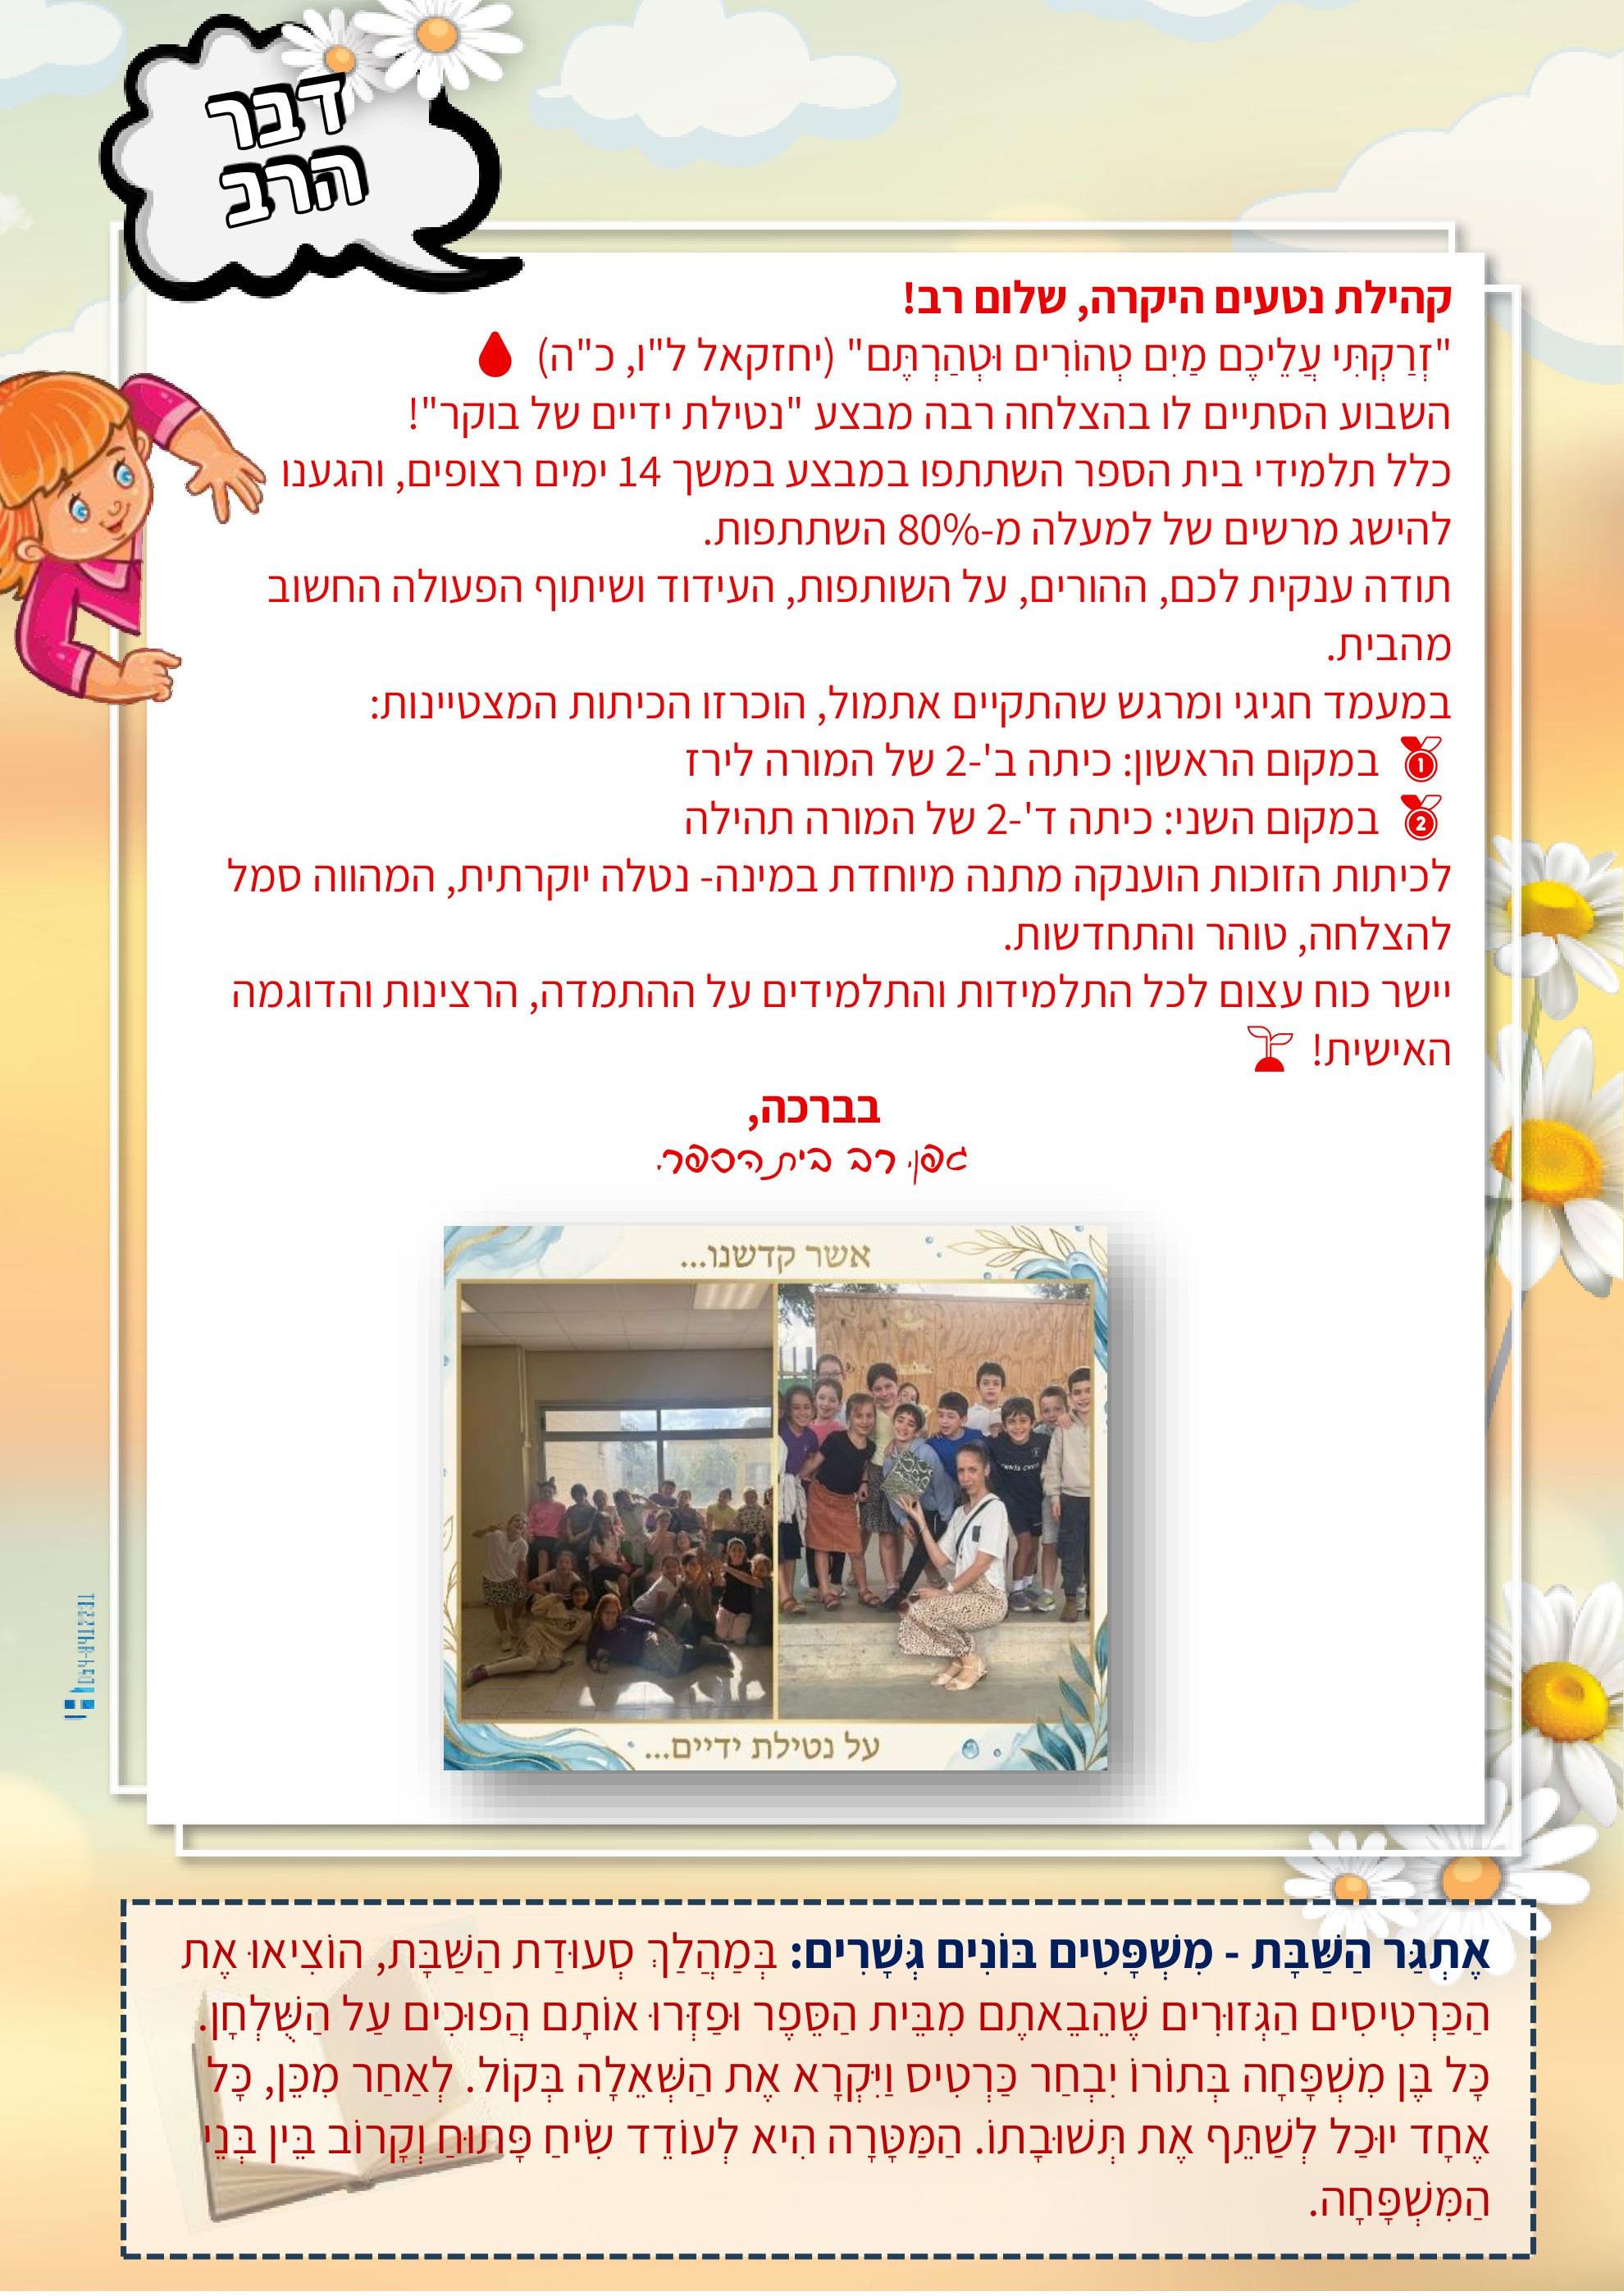 דבר
הרב
קהילת נטעים היקרה, שלום רב!
"זְרַקְתִּי עֲלֵיכֶם מַיִם טְהוֹרִים וּטְהַרְתֶּם" (יחזקאל ל"ו, כ"ה)
השבוע הסתיים לו בהצלחה רבה מבצע "נטילת ידיים של בוקר"!
כלל תלמידי בית הספר השתתפו במבצע במשך 14 ימים רצופים, והגענו
להישג מרשים של למעלה מ-80% השתתפות.
תודה ענקית לכם, ההורים, על השותפות, העידוד ושיתוף הפעולה החשוב
מהבית.
במעמד חגיגי ומרגש שהתקיים אתמול, הוכרזו הכיתות המצטיינות:
1 במקום הראשון: כיתה ב'-2 של המורה לירז
2 במקום השני: כיתה ד'-2 של המורה תהילה
לכיתות הזוכות הוענקה מתנה מיוחדת במינה- נטלה יוקרתית, המהווה סמל
להצלחה, טוהר והתחדשות.
יישר כוח עצום לכל התלמידות והתלמידים על ההתמדה, הרצינות והדוגמה
האישית!
בברכה,
גפן, רב בית הספר.
אשר קדשנו...
על נטילת ידיים...
אֶתְגַּר הַשַּׁבָּת - מִשְׁפָּטִים בּוֹנִים גְּשָׁרִים: בְּמַהֲלַךְ סְעוּדַת הַשַּׁבָּת, הוֹצִיאוּ אֶת
הַכַּרְטִיסִים הַגְּזוּרִים שֶׁהֵבֵאתֶם מִבֵּית הַסֵּפֶר וּפַזְּרוּ אוֹתָם הֲפוּכִים עַל הַשֻּׁלְחָן.
כָּל בֶּן מִשְׁפָּחָה בְּתוֹרוֹ יִבְחַר כַּרְטִיס וַיִּקְרָא אֶת הַשְּׁאֵלָה בְּקוֹל. לְאַחַר מִכֵּן, כָּל
אֶחָד יוּכַל לְשַׁתֵּף אֶת תְּשׁוּבָתוֹ. הַמַּטָּרָה הִיא לְעוֹדֵד שִׂיחַ פָּתוּחַ וְקָרוֹב בֵּין בְּנֵי
הַמִּשְׁפָּחָה.